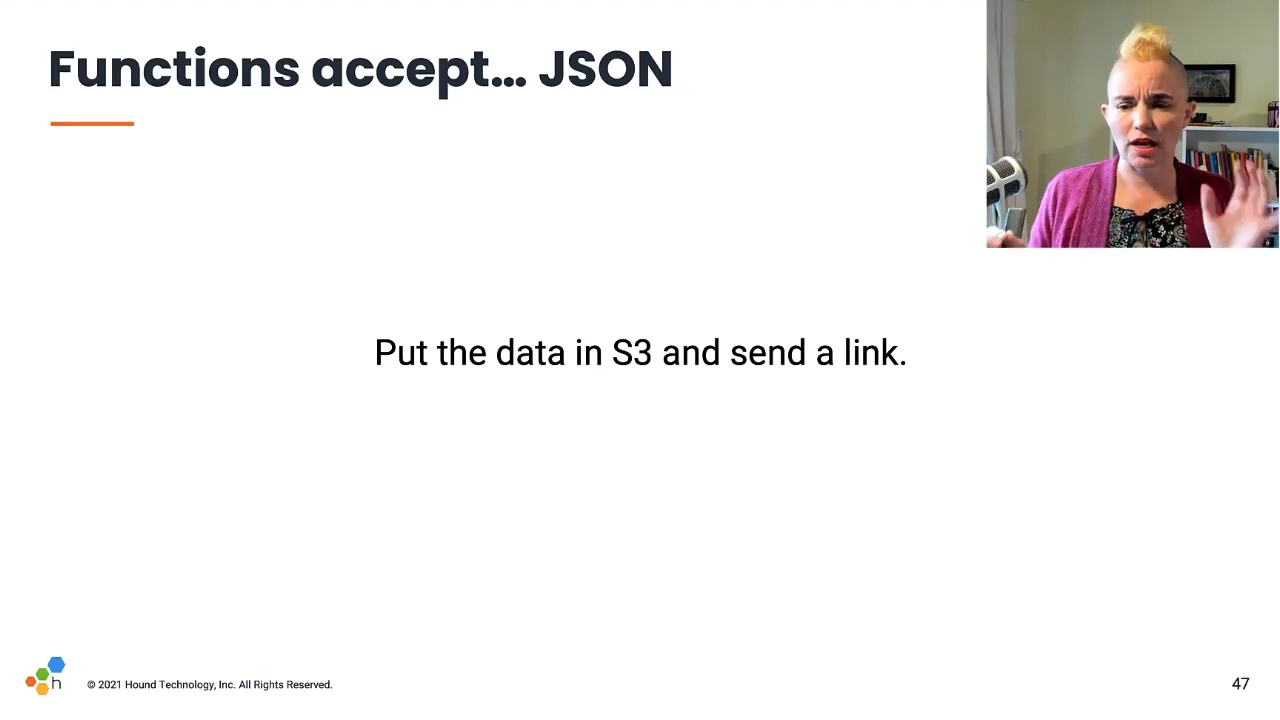 Functions accept... JSON
Put the data in S3 and send a link.
h
© 2021 Hound Technology, Inc. All Rights Reserved.
47